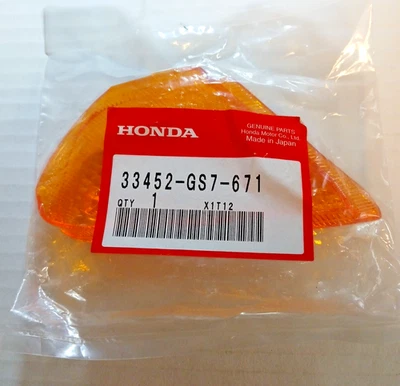 HONDA
GENUINE PARTS
Honda Motor Co., Ltd.
Made in Japan
33452-GS7-671
QTY 1 X1T12